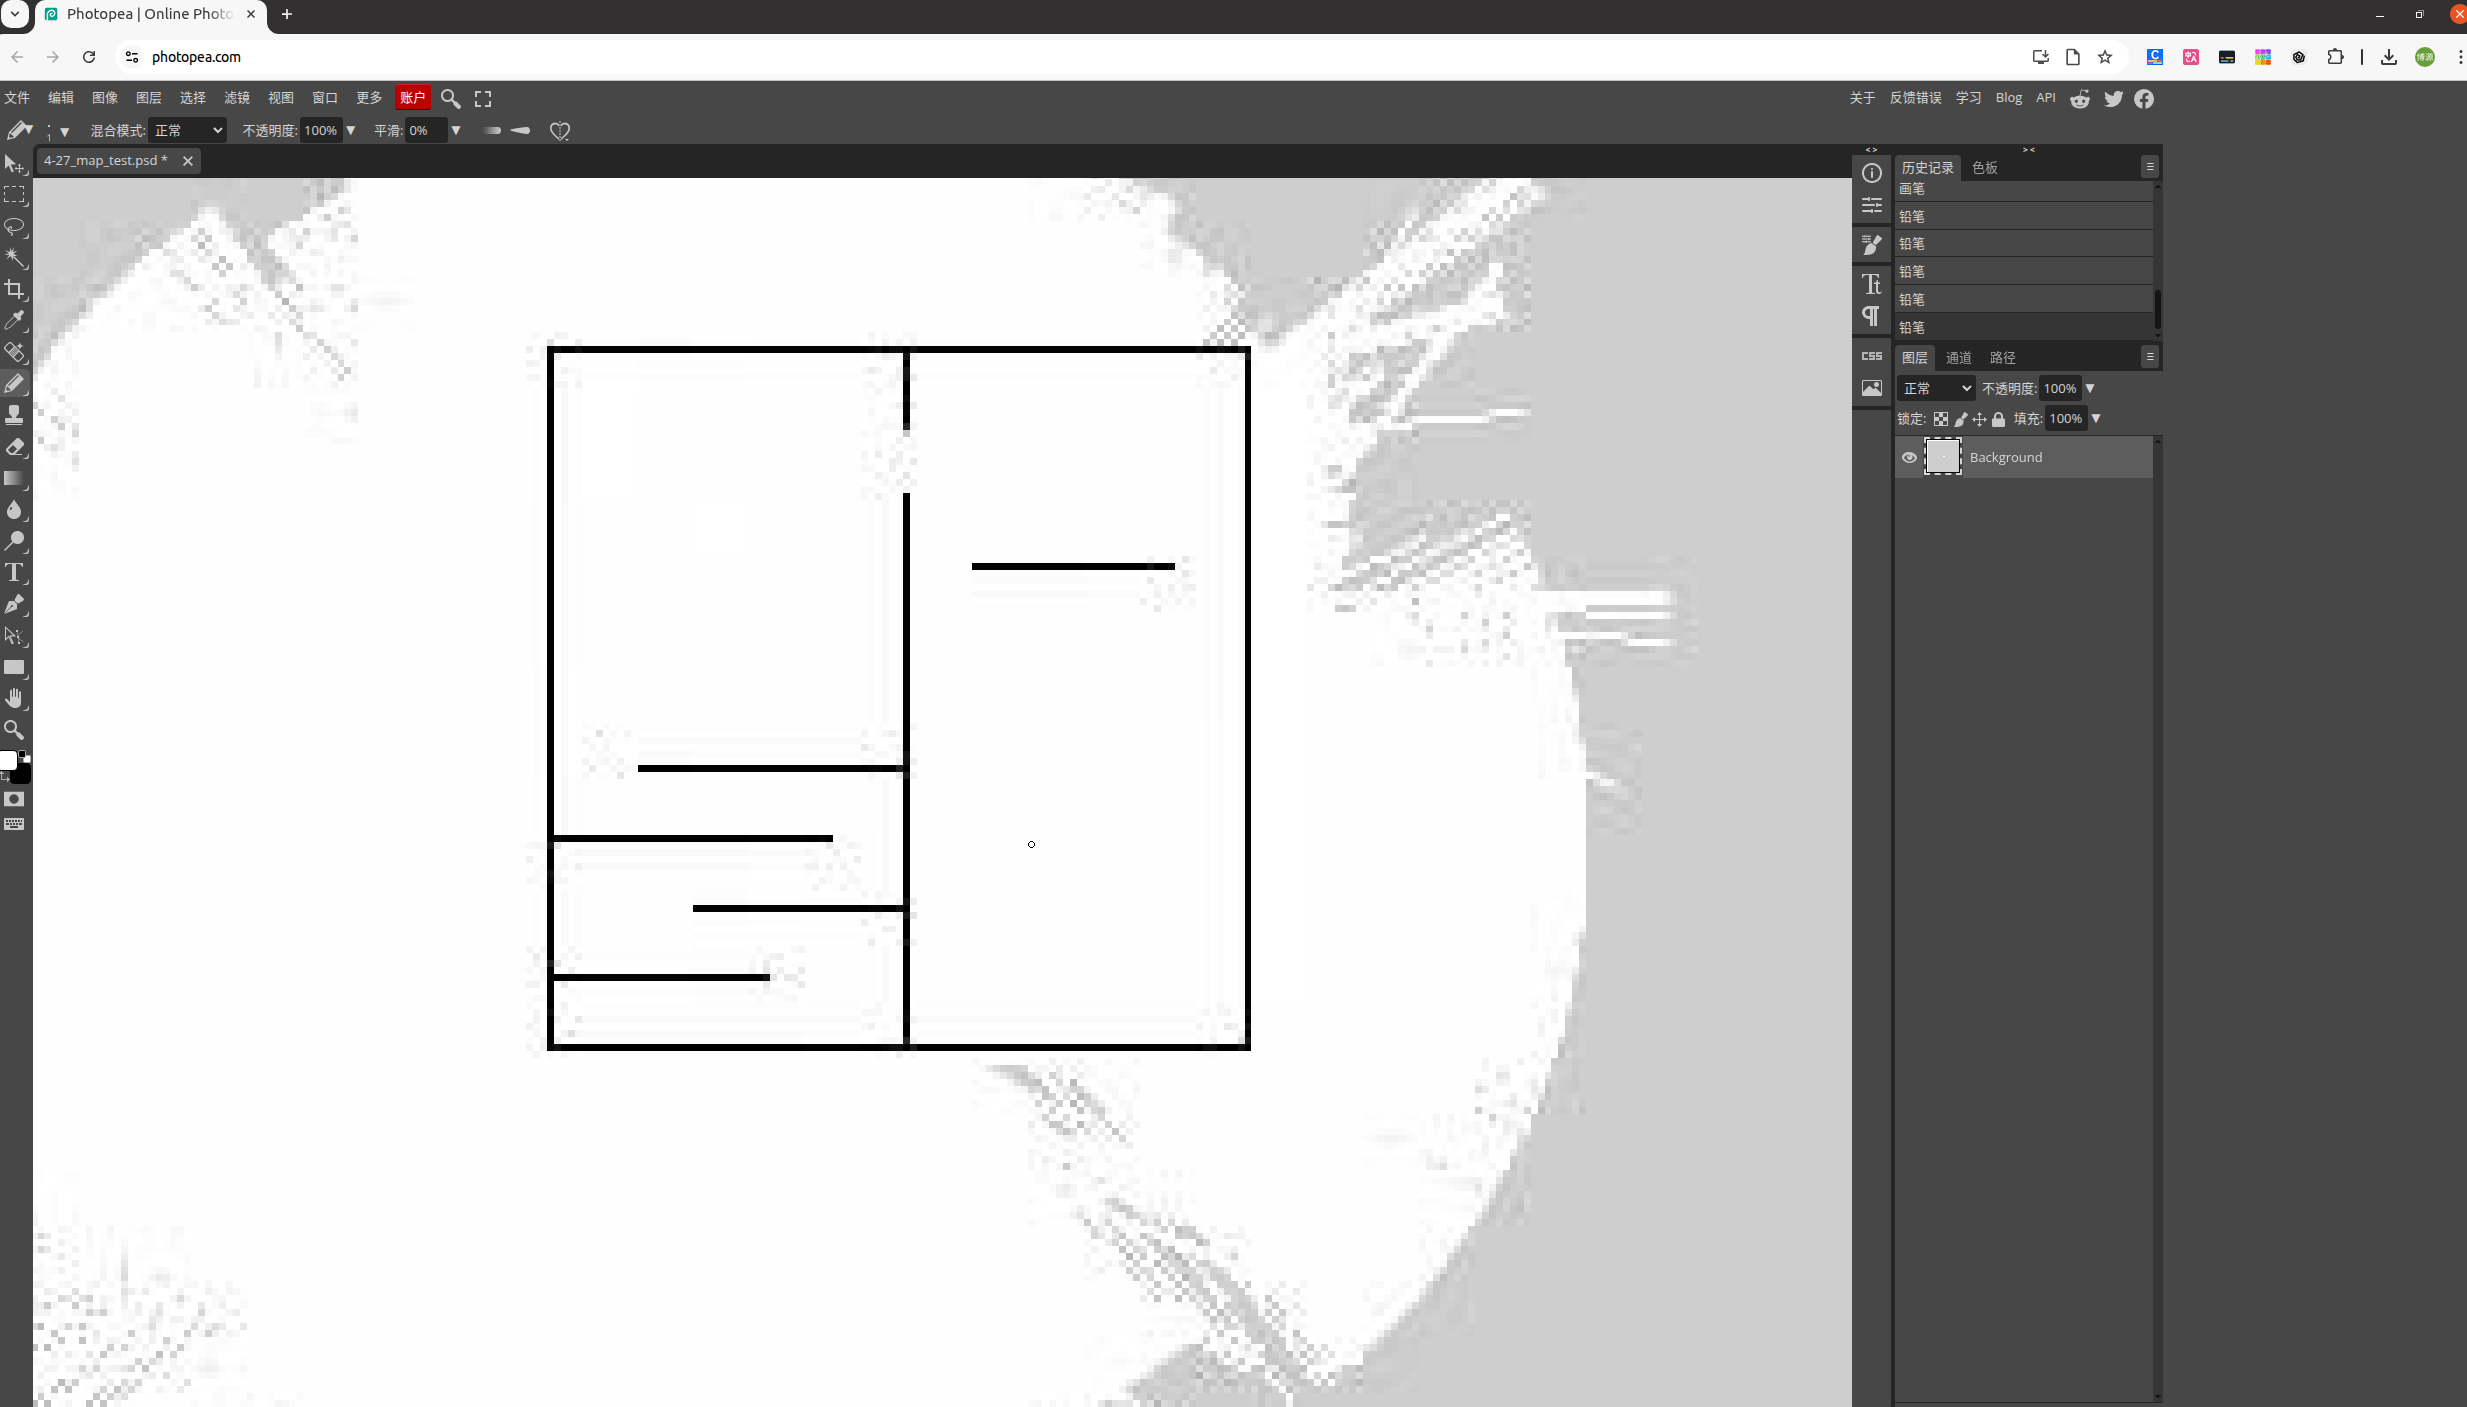 Photopea | Online Photo
photopea.com
文件 编辑 图像 图层 选择 滤镜 视图 窗口 更多 账户
关于 反馈错误 学习 Blog API
1 混合模式: 正常 不透明度: 100% 平滑: 0%
4-27_map_test.psd *
< >
> <
历史记录 色板
画笔
铅笔
铅笔
铅笔
铅笔
铅笔
CSS
图层 通道 路径
正常 不透明度: 100%
锁定: 填充: 100%
Background